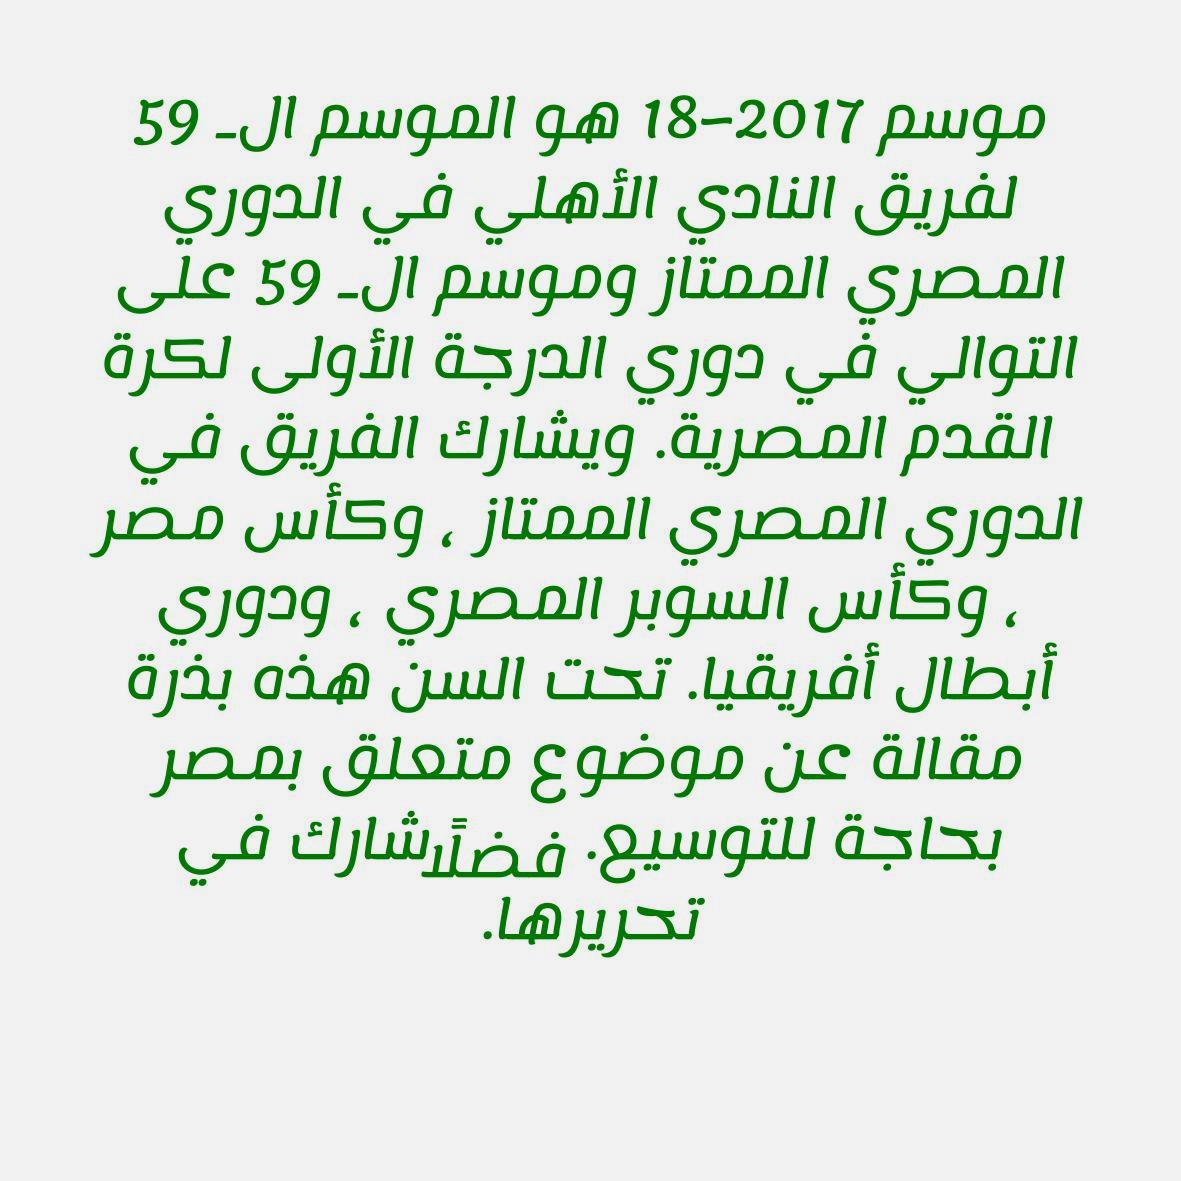 موسم 2017–18 هو الموسم الـ 59
لفريق النادي الأهلي في الدوري
المصري الممتاز وموسم الـ 59 على
التوالي في دوري الدرجة الأولى لكرة
القدم المصرية. ويشارك الفريق في
الدوري المصري الممتاز ، وكأس مصر
، وكأس السوبر المصري ، ودوري
أبطال أفريقيا. تحت السن هذه بذرة
مقالة عن موضوع متعلق بمصر
بحاجة للتوسيع. فضلًا شارك في
تحريرها.